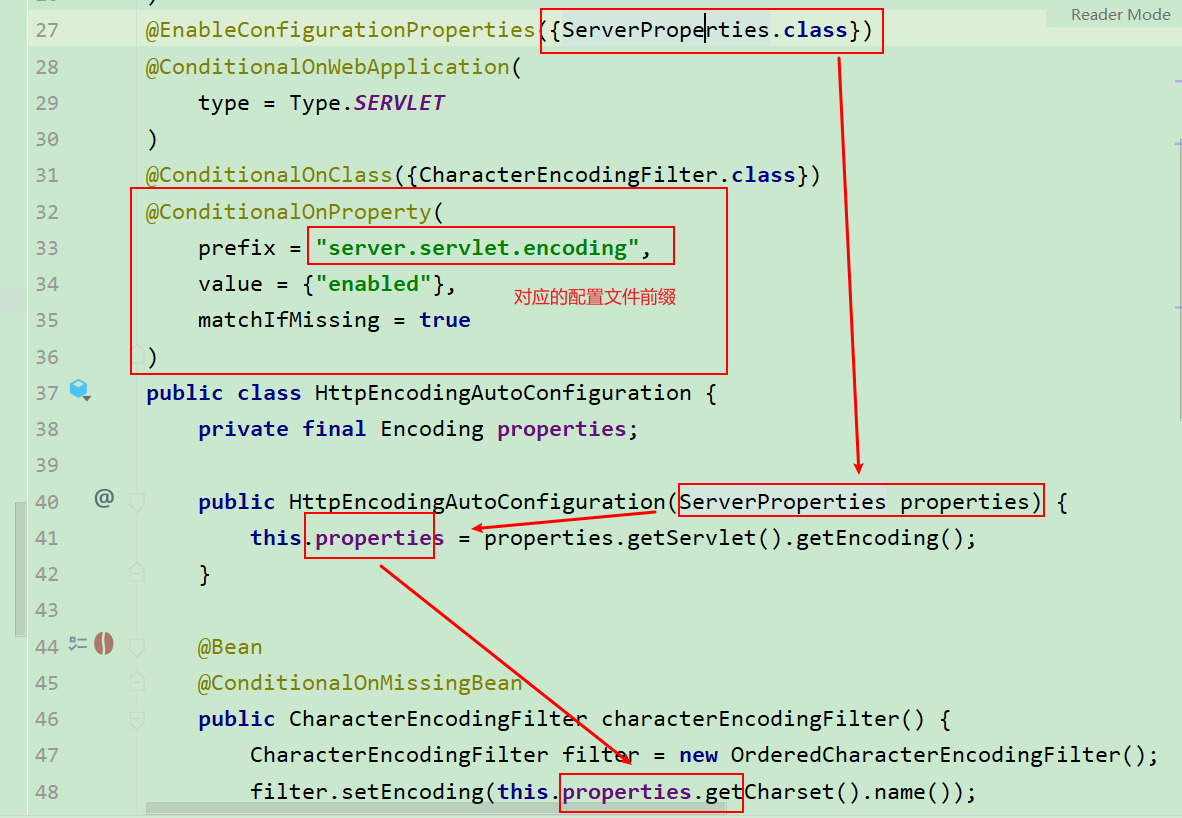 Reader Mode
27 @EnableConfigurationProperties({ServerProperties.class})
28 @ConditionalOnWebApplication(
29     type = Type.SERVLET
30 )
31 @ConditionalOnClass({CharacterEncodingFilter.class})
32 @ConditionalOnProperty(
33     prefix = "server.servlet.encoding",
34     value = {"enabled"},
对应的配置文件前缀
35     matchIfMissing = true
36 )
37 public class HttpEncodingAutoConfiguration {
38     private final Encoding properties;
39
40 @     public HttpEncodingAutoConfiguration(ServerProperties properties) {
41         this.properties = properties.getServlet().getEncoding();
42     }
43
44     @Bean
45     @ConditionalOnMissingBean
46     public CharacterEncodingFilter characterEncodingFilter() {
47         CharacterEncodingFilter filter = new OrderedCharacterEncodingFilter();
48         filter.setEncoding(this.properties.getCharset().name());